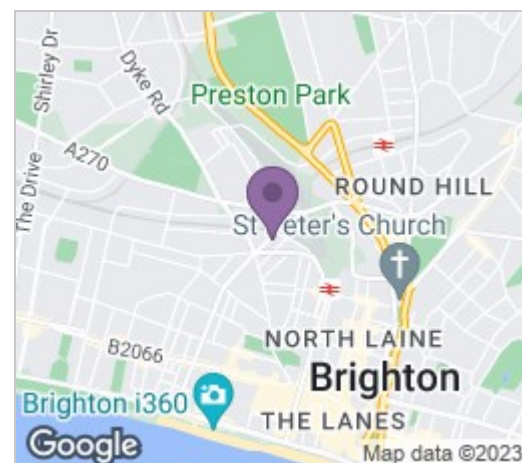 Shirley Dr
Dyke Rd
Preston Park
A270
The Drive
ROUND HILL
St Peter's Church
NORTH LAINE
B2066
Brighton
Brighton i360
THE LANES
Google
Map data ©2023